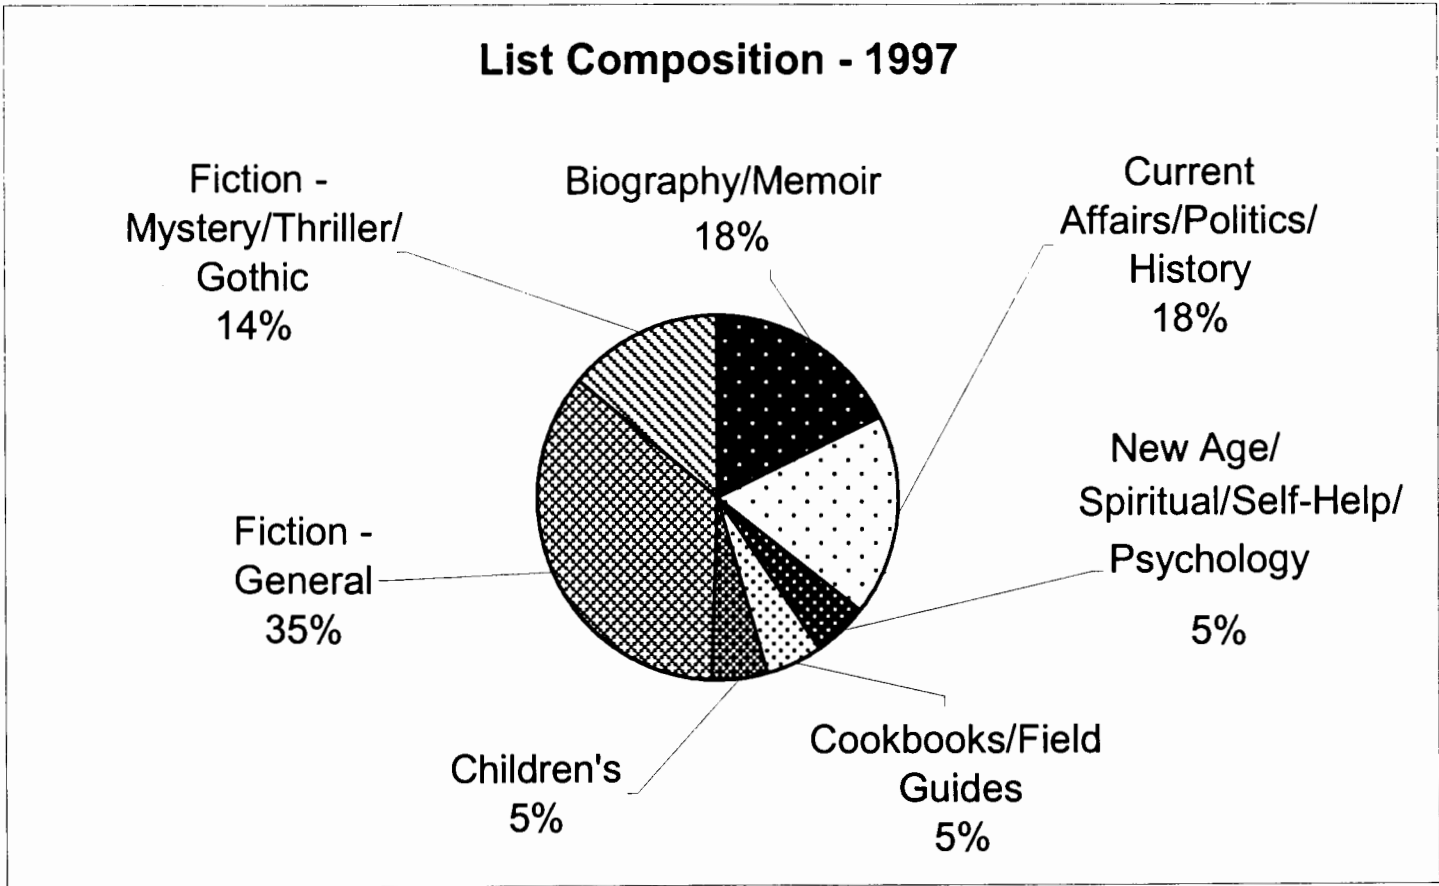 List Composition - 1997
Fiction -
Mystery/Thriller/
Gothic
14%
Biography/Memoir
18%
Current
Affairs/Politics/
History
18%
New Age/
Spiritual/Self-Help/
Psychology
5%
Fiction -
General
35%
Children's
5%
Cookbooks/Field
Guides
5%